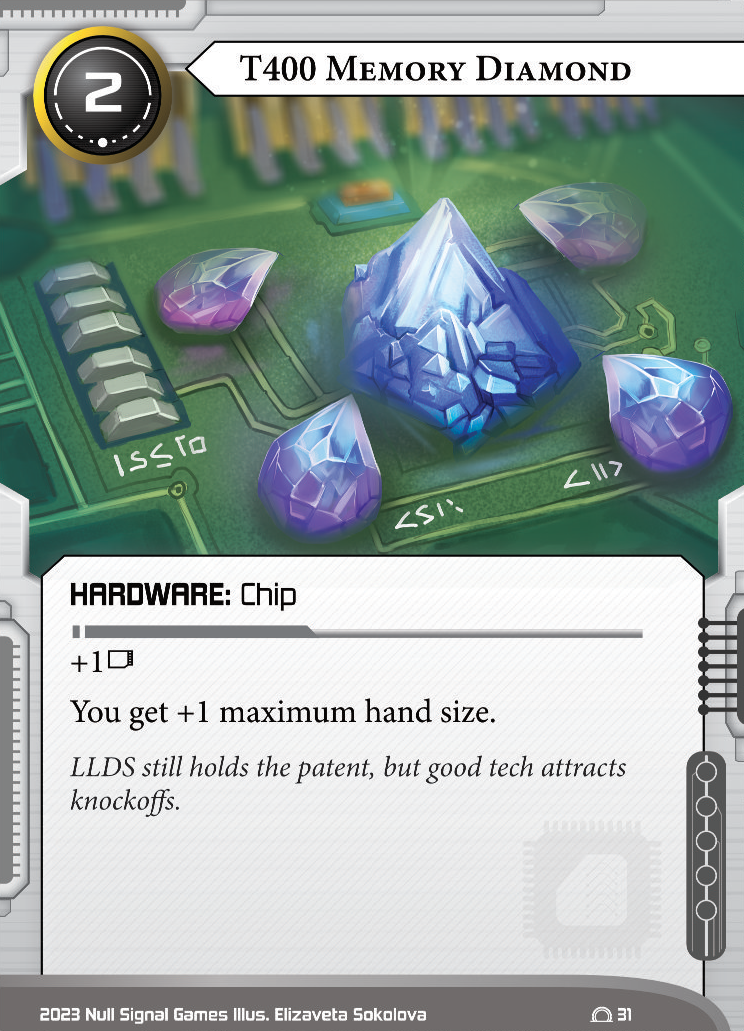 2
T400 Memory Diamond
HARDWARE: Chip
+1
You get +1 maximum hand size.
LLDS still holds the patent, but good tech attracts
knockoffs.
2023 Null Signal Games Illus. Elizaveta Sokolova
31